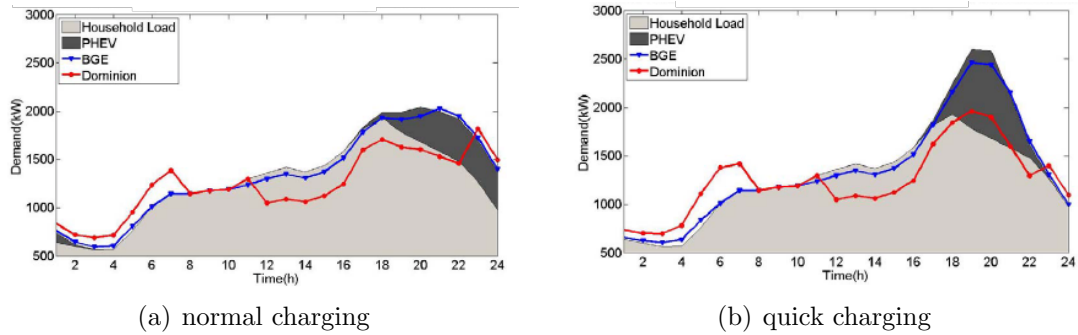 3000
2500
2000
1500
1000
500
Demand(kW)
Household Load
PHEV
BGE
Dominion
2 4 6 8 10 12 14 16 18 20 22 24
Time(h)
(a) normal charging
3000
2500
2000
1500
1000
500
Demand(kW)
Household Load
PHEV
BGE
Dominion
2 4 6 8 10 12 14 16 18 20 22 24
Time(h)
(b) quick charging